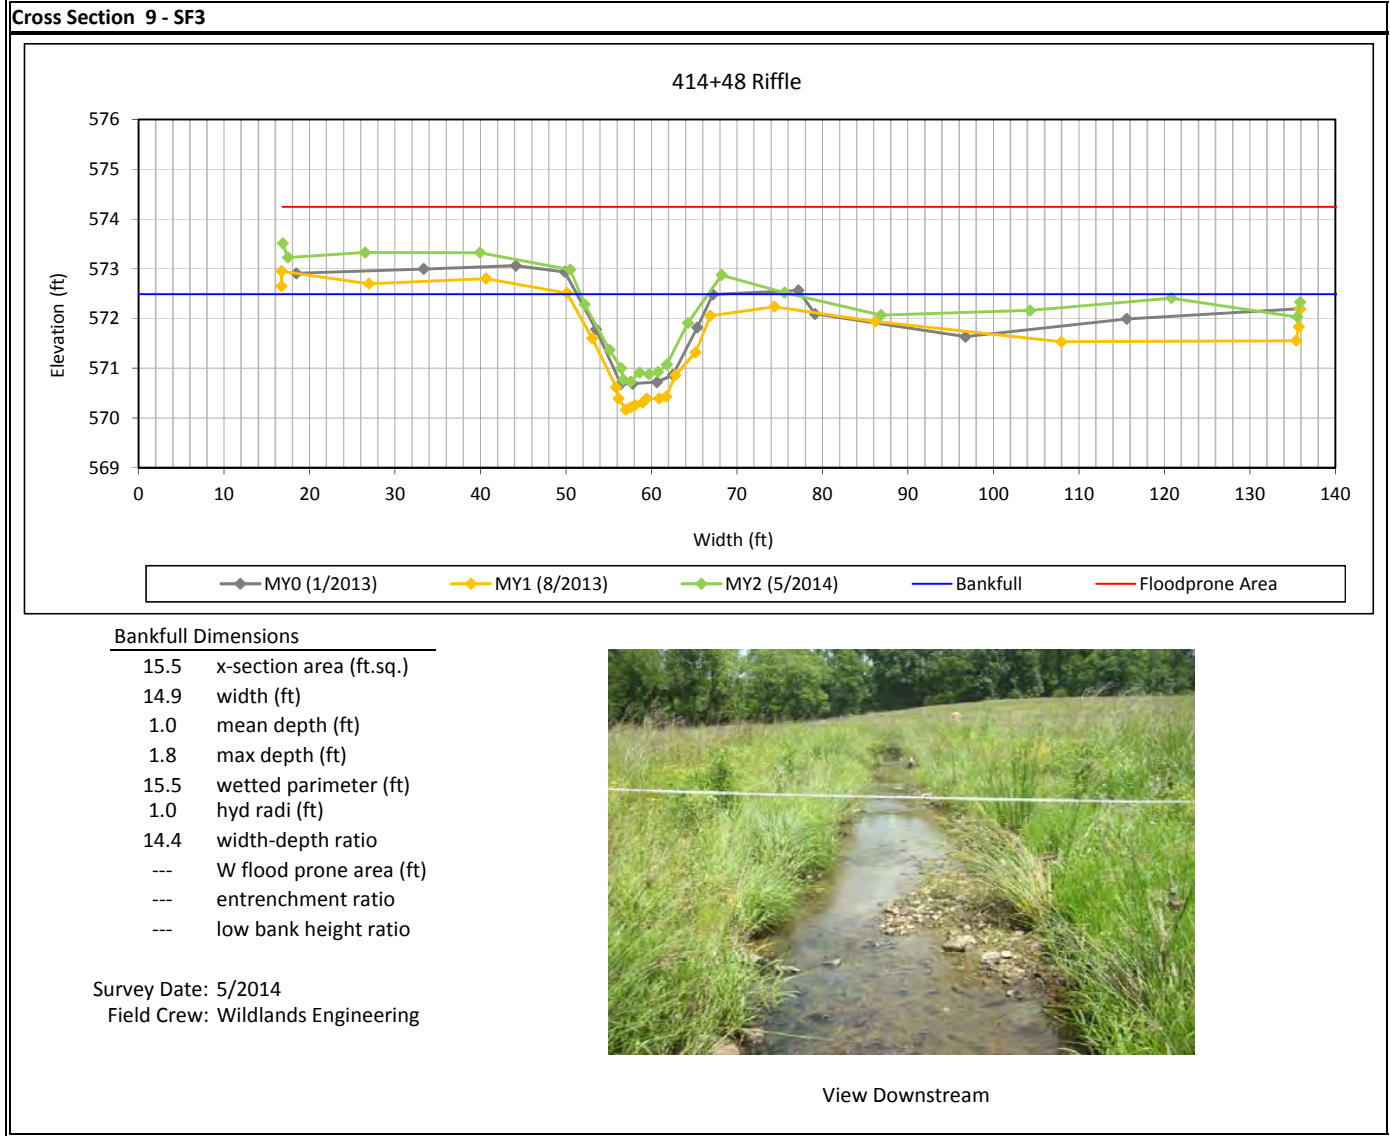 Cross Section 9 - SF3
414+48 Riffle
576
575
574
573
572
571
570
569
Elevation (ft)
0 10 20 30 40 50 60 70 80 90 100 110 120 130 140
Width (ft)
MY0 (1/2013) MY1 (8/2013) MY2 (5/2014) Bankfull Floodprone Area
Bankfull Dimensions
15.5 x-section area (ft.sq.)
14.9 width (ft)
1.0 mean depth (ft)
1.8 max depth (ft)
15.5 wetted parimeter (ft)
1.0 hyd radi (ft)
14.4 width-depth ratio
--- W flood prone area (ft)
--- entrenchment ratio
--- low bank height ratio
Survey Date: 5/2014
Field Crew: Wildlands Engineering
View Downstream